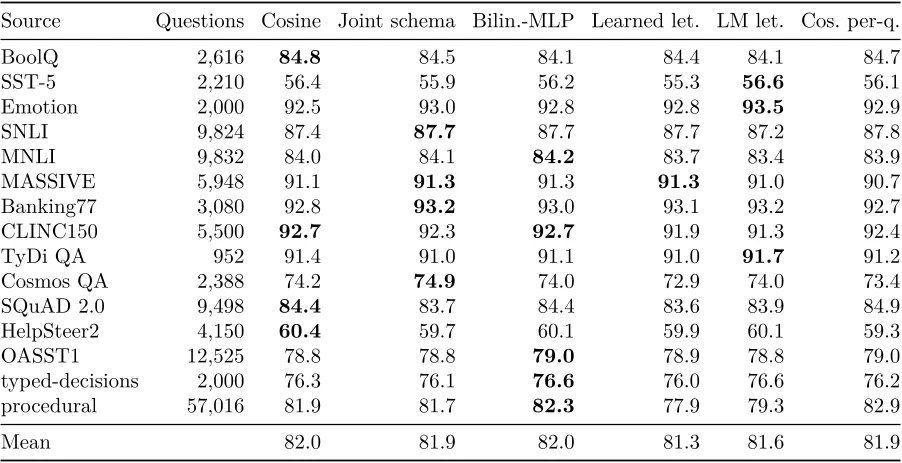 Source Questions Cosine Joint schema Bilin.-MLP Learned let. LM let. Cos. per-q.
BoolQ 2,616 84.8 84.5 84.1 84.4 84.1 84.7
SST-5 2,210 56.4 55.9 56.2 55.3 56.6 56.1
Emotion 2,000 92.5 93.0 92.8 92.8 93.5 92.9
SNLI 9,824 87.4 87.7 87.7 87.7 87.2 87.8
MNLI 9,832 84.0 84.1 84.2 83.7 83.4 83.9
MASSIVE 5,948 91.1 91.3 91.3 91.3 91.0 90.7
Banking77 3,080 92.8 93.2 93.0 93.1 93.2 92.7
CLINC150 5,500 92.7 92.3 92.7 91.9 91.3 92.4
TyDi QA 952 91.4 91.0 91.1 91.0 91.7 91.2
Cosmos QA 2,388 74.2 74.9 74.0 72.9 74.0 73.4
SQuAD 2.0 9,498 84.4 83.7 84.4 83.6 83.9 84.9
HelpSteer2 4,150 60.4 59.7 60.1 59.9 60.1 59.3
OASST1 12,525 78.8 78.8 79.0 78.9 78.8 79.0
typed-decisions 2,000 76.3 76.1 76.6 76.0 76.6 76.2
procedural 57,016 81.9 81.7 82.3 77.9 79.3 82.9
Mean 82.0 81.9 82.0 81.3 81.6 81.9